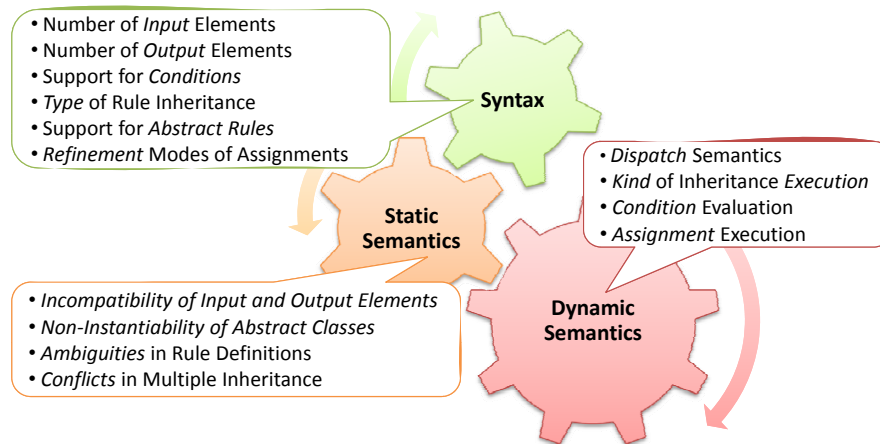 • Number of Input Elements
• Number of Output Elements
• Support for Conditions
• Type of Rule Inheritance
• Support for Abstract Rules
• Refinement Modes of Assignments
Syntax
• Dispatch Semantics
• Kind of Inheritance Execution
• Condition Evaluation
• Assignment Execution
Static
Semantics
• Incompatibility of Input and Output Elements
• Non-Instantiability of Abstract Classes
• Ambiguities in Rule Definitions
• Conflicts in Multiple Inheritance
Dynamic
Semantics